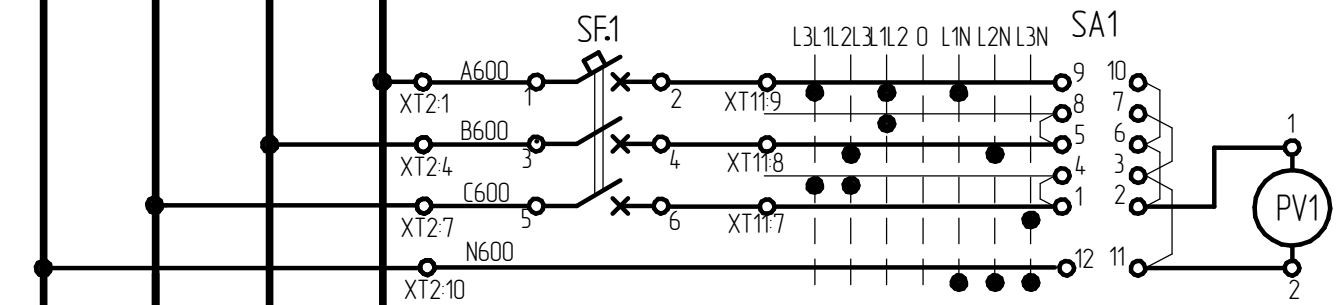 SF.1
SA1
L3L1 L2L3 L1L2 0 L1N L2N L3N
A600
9
10
XT2:1
1
2
XT11:9
8
7
B600
5
6
1
XT2:4
3
4
XT11:8
4
3
C600
1
2
PV1
XT2:7
5
6
XT11:7
N600
12
11
XT2:10
2